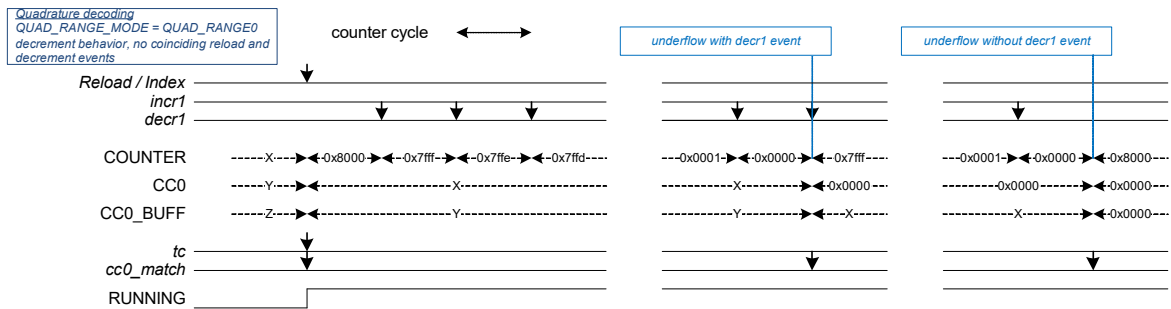 Quadrature decoding
QUAD_RANGE_MODE = QUAD_RANGE0
decrement behavior, no coinciding reload and
decrement events
counter cycle
underflow with decr1 event
underflow without decr1 event
Reload / Index
incr1
decr1
COUNTER X 0x8000 0x7fff 0x7ffe 0x7ffd 0x0001 0x0000 0x7fff 0x0001 0x0000 0x8000
CC0 Y X X 0x0000 0x0000 0x0000
CC0_BUFF Z Y Y X X 0x0000
tc
cc0_match
RUNNING